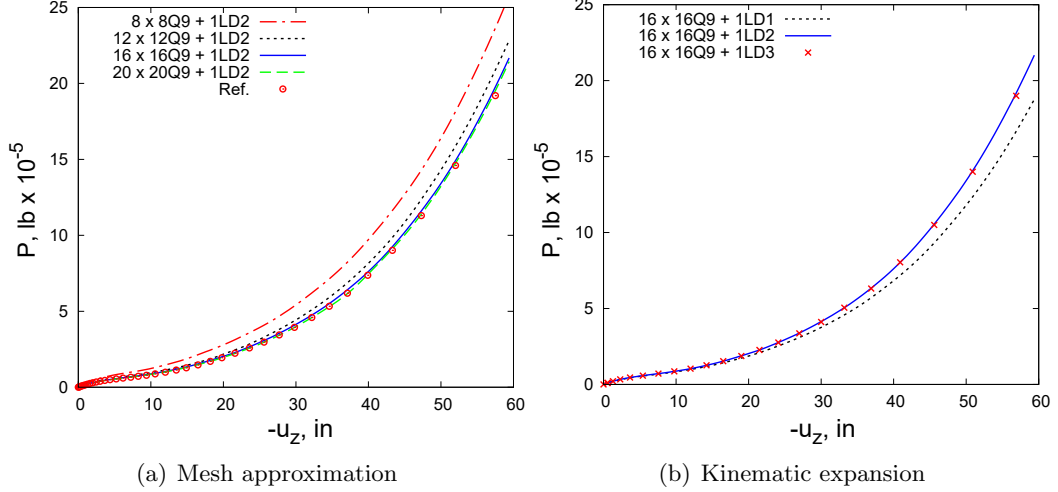 8 x 8Q9 + 1LD2
12 x 12Q9 + 1LD2
16 x 16Q9 + 1LD2
20 x 20Q9 + 1LD2
Ref.
25
20
15
10
5
0
P, lb x 10^-5
0 10 20 30 40 50 60
-u_z, in
(a) Mesh approximation
16 x 16Q9 + 1LD1
16 x 16Q9 + 1LD2
16 x 16Q9 + 1LD3
25
20
15
10
5
0
P, lb x 10^-5
0 10 20 30 40 50 60
-u_z, in
(b) Kinematic expansion